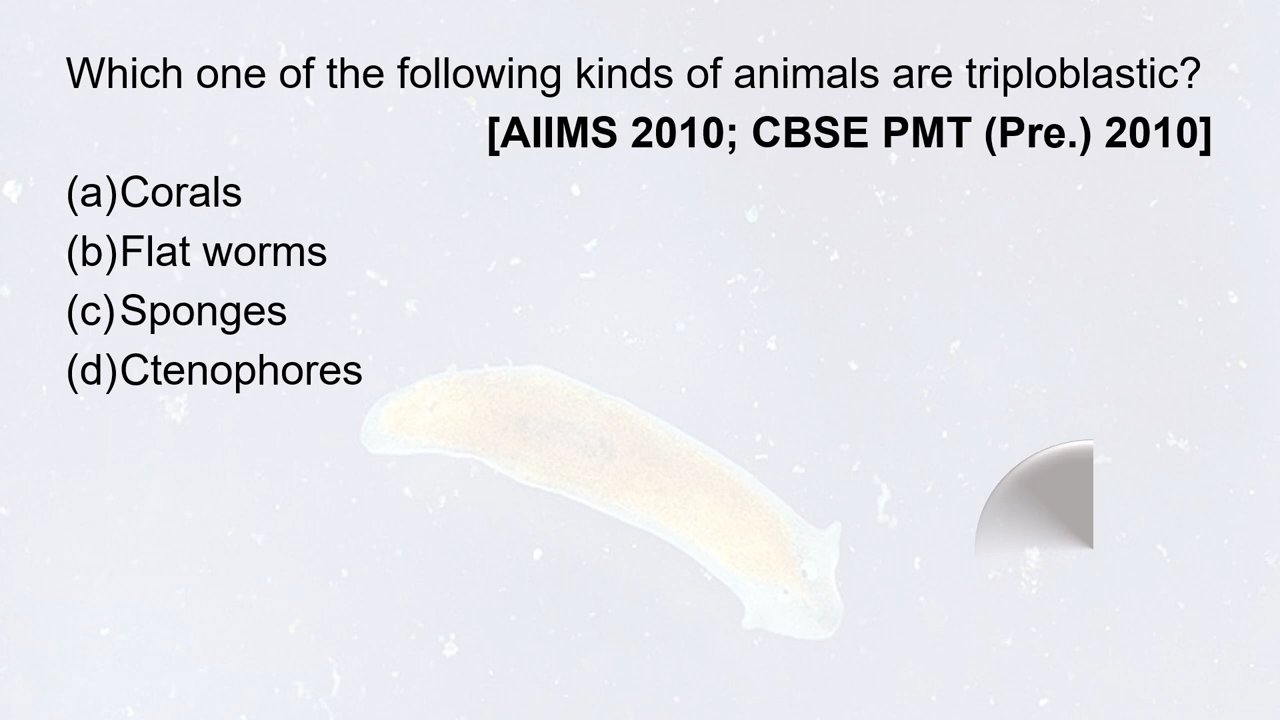 Which one of the following kinds of animals are triploblastic?
[AIIMS 2010; CBSE PMT (Pre.) 2010]
(a)Corals
(b)Flat worms
(c)Sponges
(d)Ctenophores